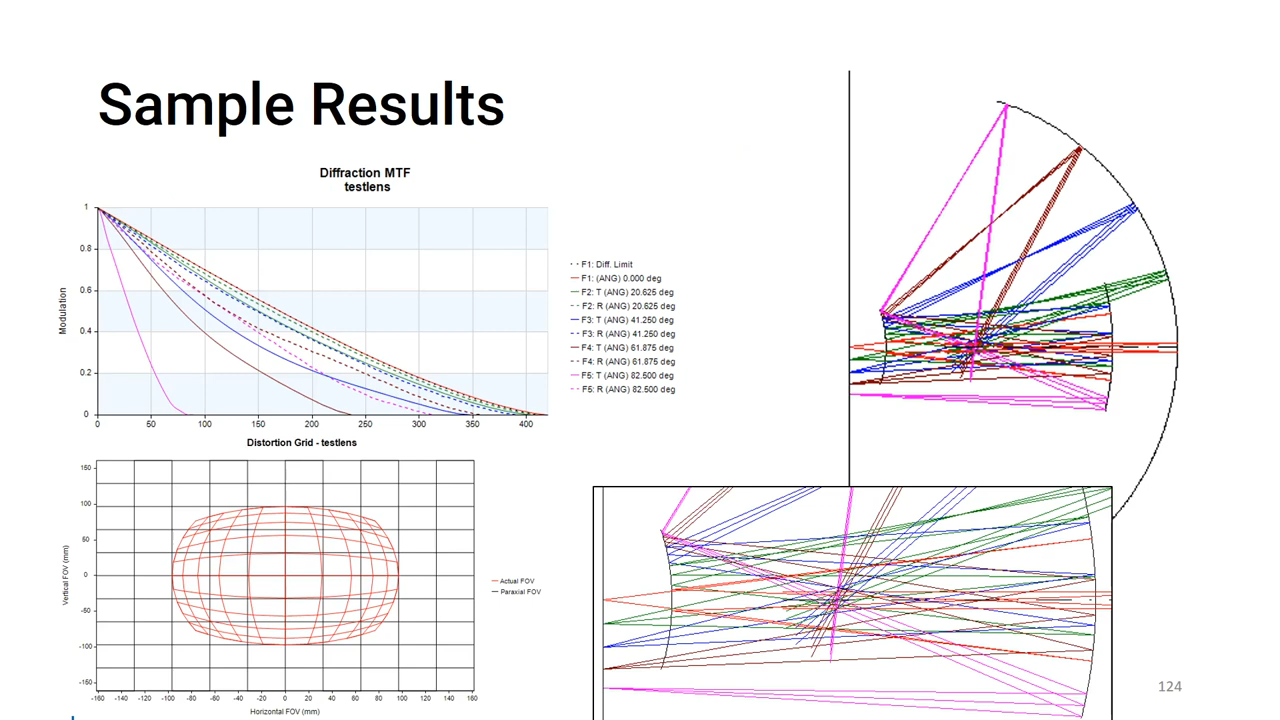 Sample Results
Diffraction MTF
testlens
Modulation
1
0.8
0.6
0.4
0.2
0
0 50 100 150 200 250 300 350 400
F1: Diff. Limit
F1: (ANG) 0.000 deg
F2: T (ANG) 20.625 deg
F2: R (ANG) 20.625 deg
F3: T (ANG) 41.250 deg
F3: R (ANG) 41.250 deg
F4: T (ANG) 61.875 deg
F4: R (ANG) 61.875 deg
F5: T (ANG) 82.500 deg
F5: R (ANG) 82.500 deg
Distortion Grid - testlens
Vertical FOV (mm)
150
100
50
0
-50
-100
-150
-160 -140 -120 -100 -80 -60 -40 -20 0 20 40 60 80 100 120 140 160
Horizontal FOV (mm)
Actual FOV
Paraxial FOV
124